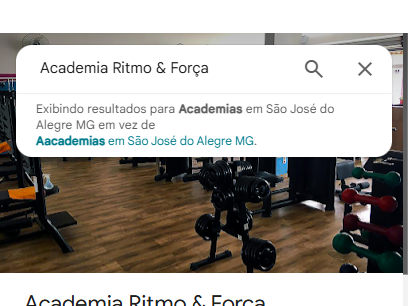 Academia Ritmo & Força
Exibindo resultados para Academias em São José do
Alegre MG em vez de
Aacademias em São José do Alegre MG.
Academia Ritmo & Força